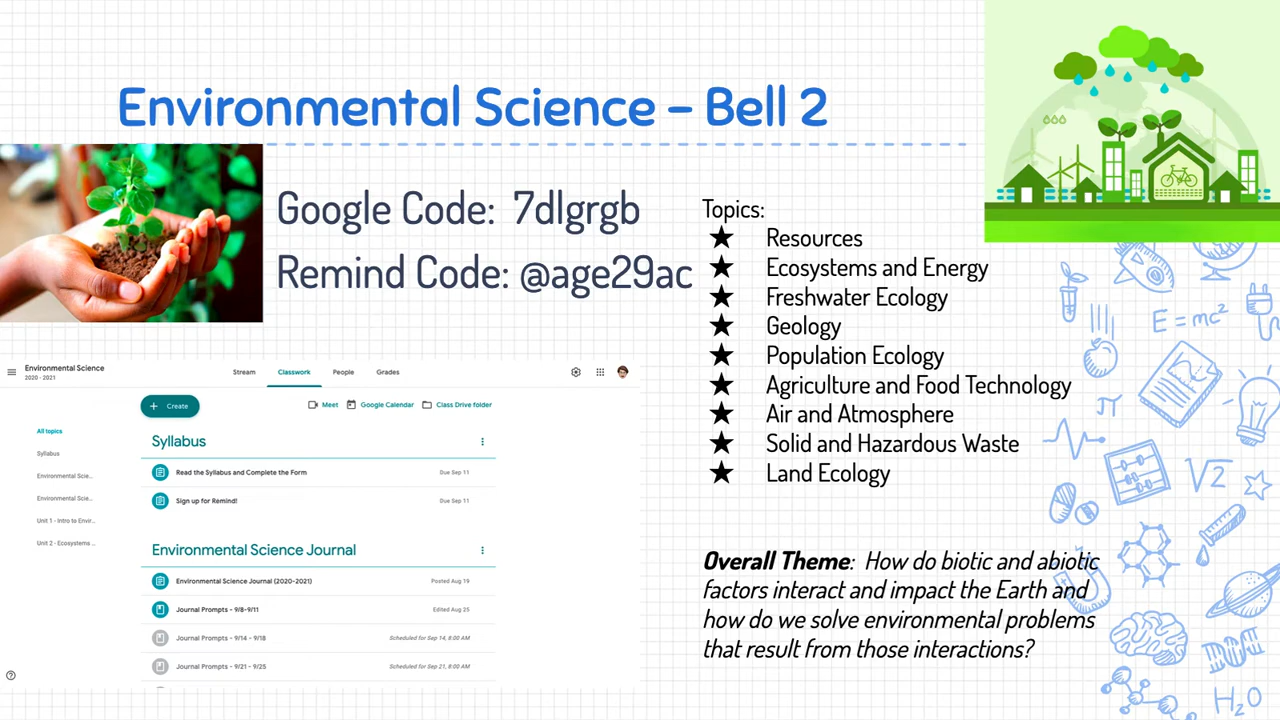 Environmental Science – Bell 2
Google Code: 7dlgrgb
Remind Code: @age29ac
Topics:
★ Resources
★ Ecosystems and Energy
★ Freshwater Ecology
★ Geology
★ Population Ecology
★ Agriculture and Food Technology
★ Air and Atmosphere
★ Solid and Hazardous Waste
★ Land Ecology
Overall Theme: How do biotic and abiotic
factors interact and impact the Earth and
how do we solve environmental problems
that result from those interactions?
Environmental Science
2020 - 2021
Stream Classwork People Grades
+ Create
Meet Google Calendar Class Drive folder
All topics
Syllabus
Environmental Scie...
Environmental Scie...
Unit 1 - Intro to Envir...
Unit 2 - Ecosystems ...
Syllabus
Read the Syllabus and Complete the Form Due Sep 11
Sign up for Remind! Due Sep 11
Environmental Science Journal
Environmental Science Journal (2020-2021) Posted Aug 19
Journal Prompts - 9/8-9/11 Edited Aug 25
Journal Prompts - 9/14 - 9/18 Scheduled for Sep 14, 8:00 AM
Journal Prompts - 9/21 - 9/25 Scheduled for Sep 21, 8:00 AM
E=mc²
π
√2
H₂O